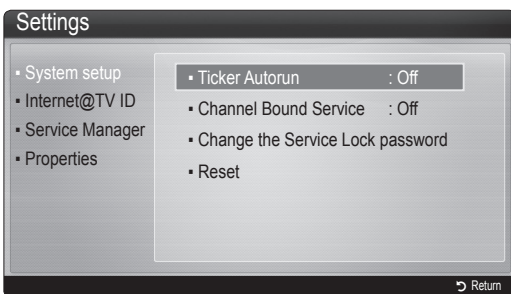 Settings
System setup
Internet@TV ID
Service Manager
Properties
Ticker Autorun : Off
Channel Bound Service : Off
Change the Service Lock password
Reset
Return